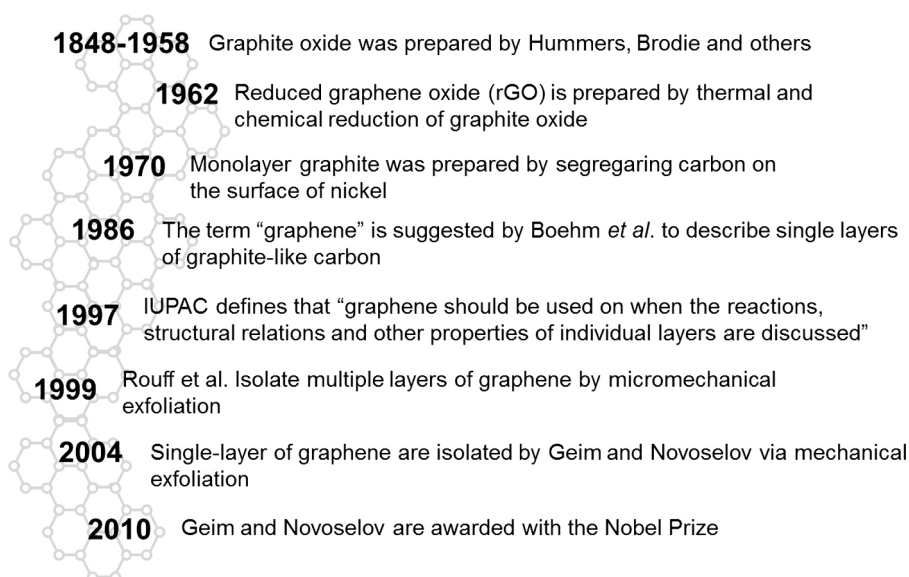 1848-1958 Graphite oxide was prepared by Hummers, Brodie and others
1962 Reduced graphene oxide (rGO) is prepared by thermal and
chemical reduction of graphite oxide
1970 Monolayer graphite was prepared by segregaring carbon on
the surface of nickel
1986 The term “graphene” is suggested by Boehm et al. to describe single layers
of graphite-like carbon
1997 IUPAC defines that “graphene should be used on when the reactions,
structural relations and other properties of individual layers are discussed”
1999 Rouff et al. Isolate multiple layers of graphene by micromechanical
exfoliation
2004 Single-layer of graphene are isolated by Geim and Novoselov via mechanical
exfoliation
2010 Geim and Novoselov are awarded with the Nobel Prize